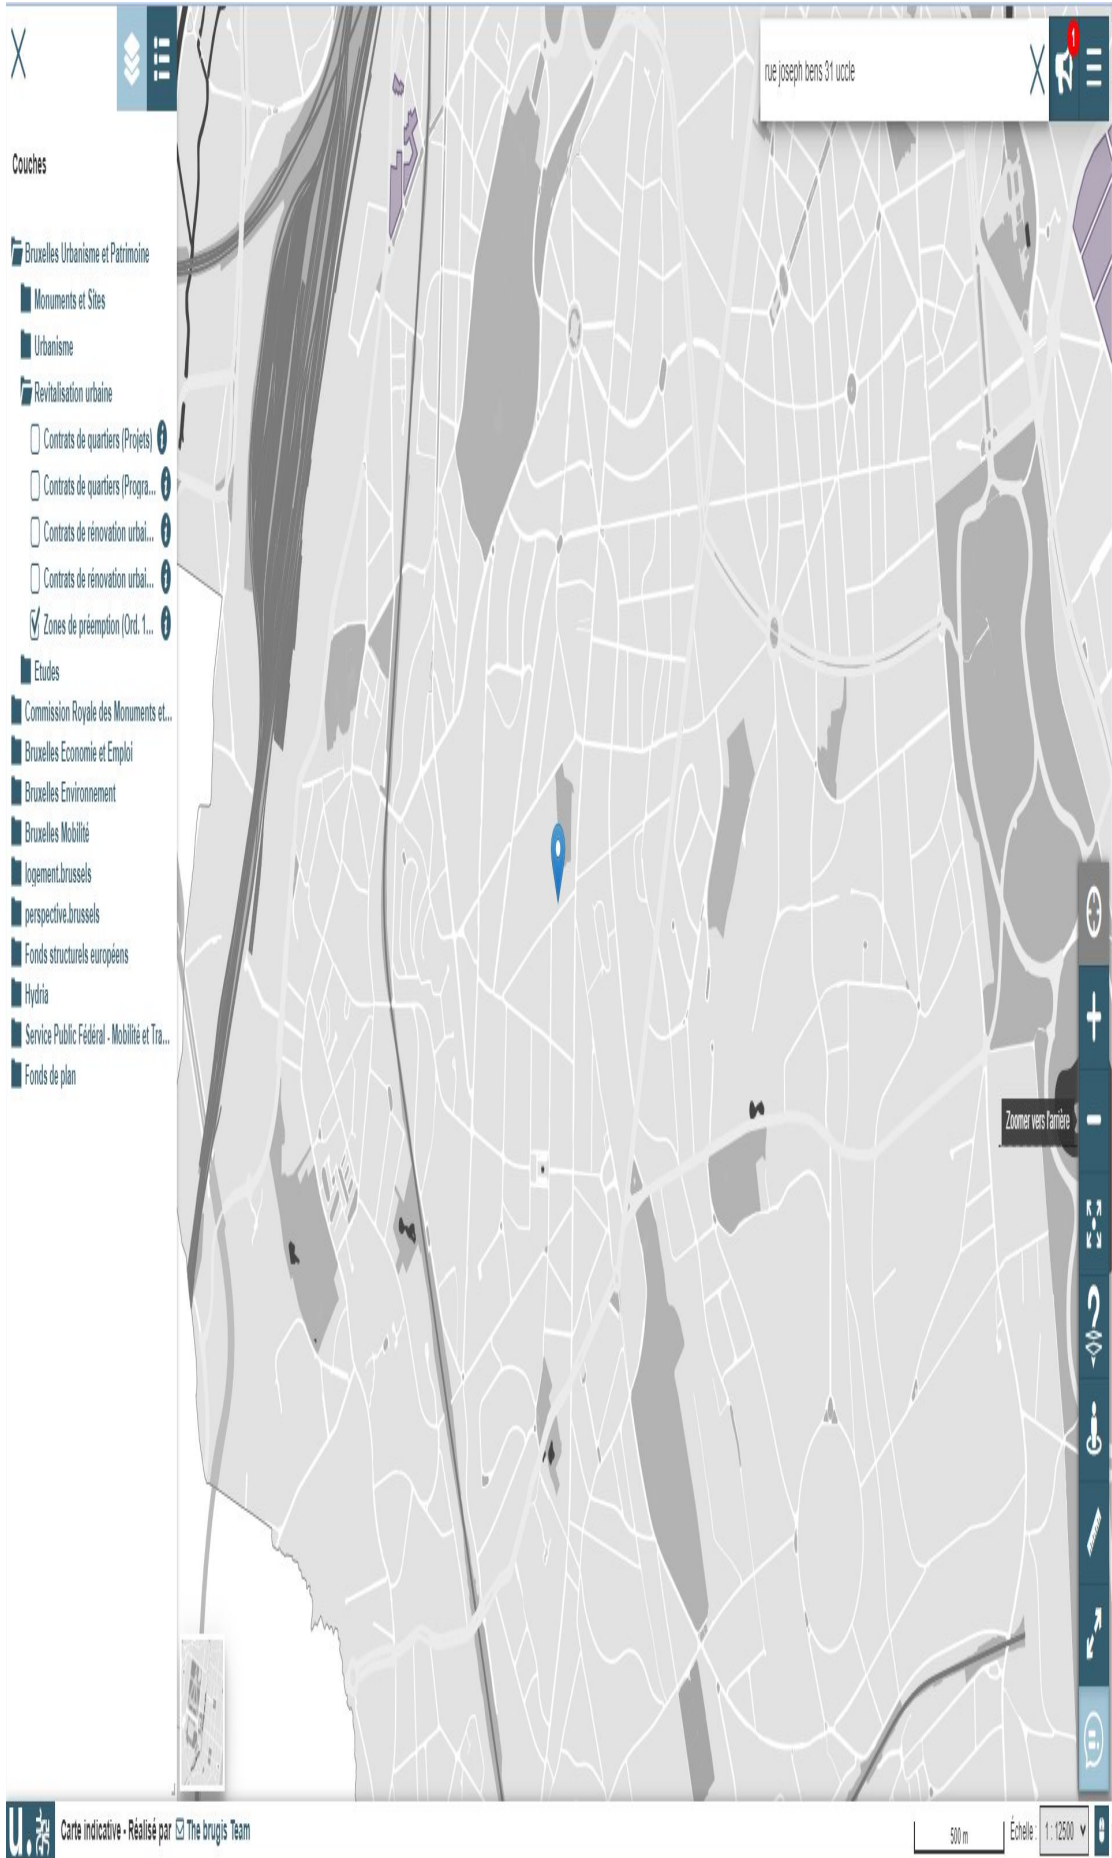 rue joseph bens 31 uccle
1
Couches
Bruxelles Urbanisme et Patrimoine
Monuments et Sites
Urbanisme
Revitalisation urbaine
Contrats de quartiers (Projets)
Contrats de quartiers (Progra...
Contrats de rénovation urbai...
Contrats de rénovation urbai...
Zones de préemption (Ord. 1...
Etudes
Commission Royale des Monuments et...
Bruxelles Economie et Emploi
Bruxelles Environnement
Bruxelles Mobilité
logement.brussels
perspective.brussels
Fonds structurels européens
Hydria
Service Public Fédéral - Mobilité et Tra...
Fonds de plan
Zoomer vers l'arrière
u.
Carte indicative - Réalisé par The brugis Team
500 m
Échelle : 1 : 12500